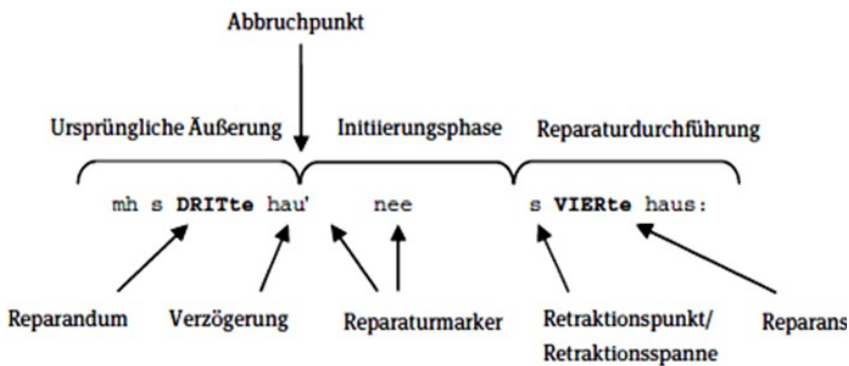 Abbruchpunkt
Ursprüngliche Äußerung Initiierungsphase Reparaturdurchführung
mh s DRITte hau' nee s VIERte haus:
Reparandum Verzögerung Reparaturmarker Retraktionspunkt/ Reparans
Retraktionsspanne